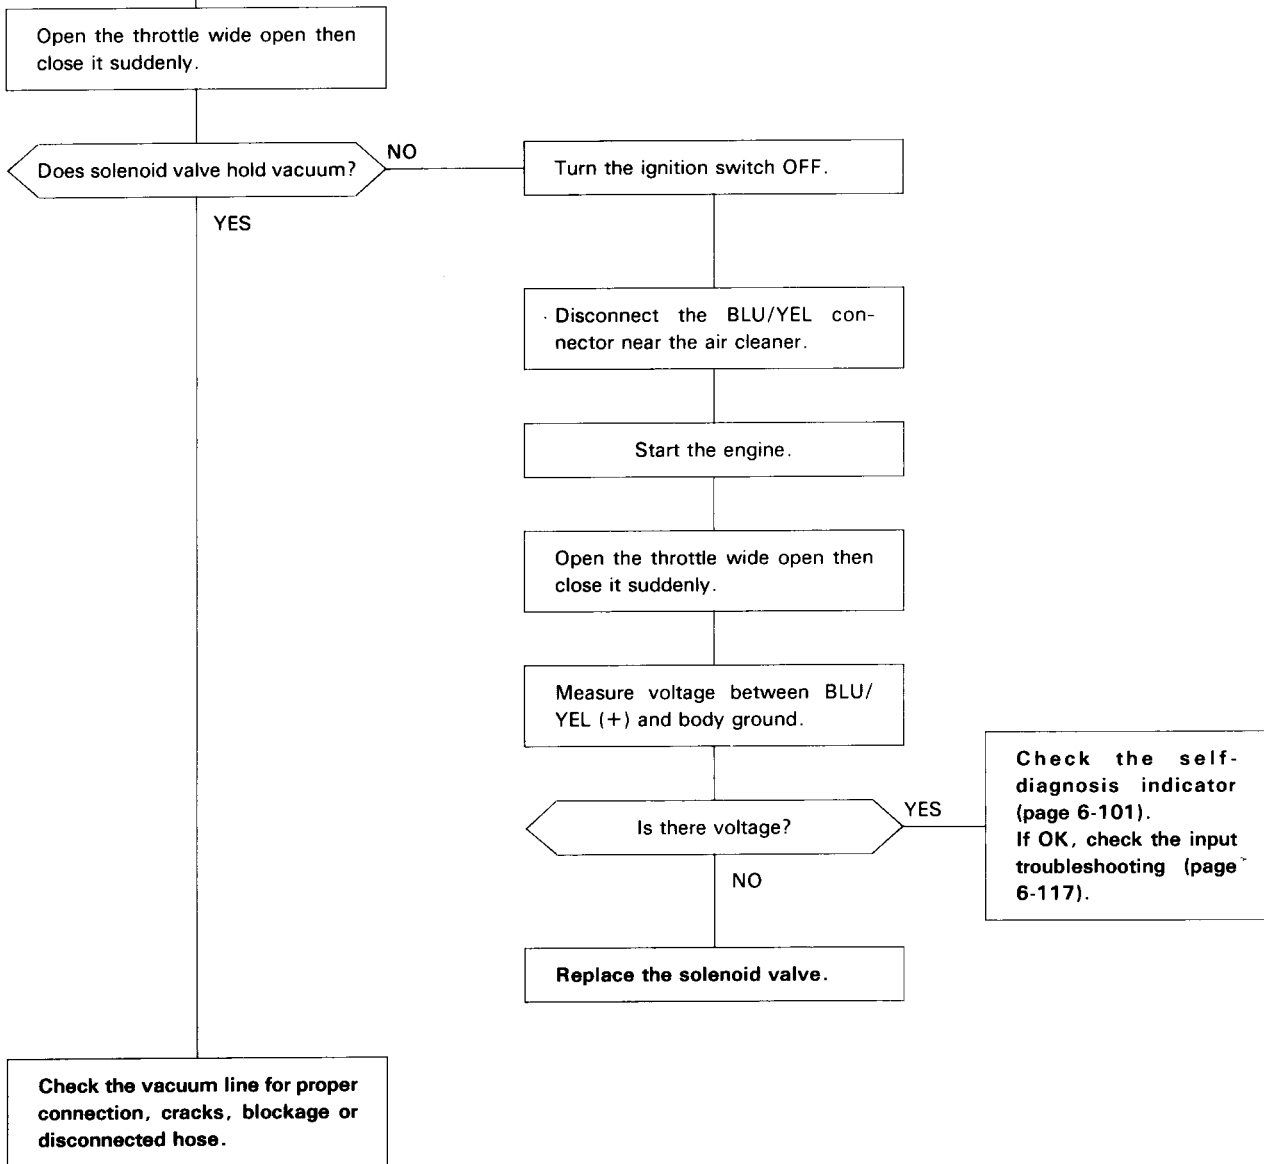 Open the throttle wide open then
close it suddenly.
Does solenoid valve hold vacuum?
NO
YES
Turn the ignition switch OFF.
Disconnect the BLU/YEL con-
nector near the air cleaner.
Start the engine.
Open the throttle wide open then
close it suddenly.
Measure voltage between BLU/
YEL (+) and body ground.
Is there voltage?
YES
Check the self-
diagnosis indicator
(page 6-101).
If OK, check the input
troubleshooting (page
6-117).
NO
Replace the solenoid valve.
Check the vacuum line for proper
connection, cracks, blockage or
disconnected hose.